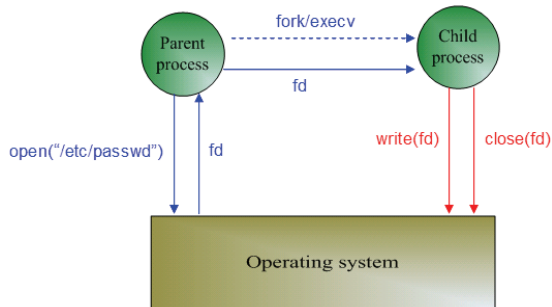 fork/execv
Parent
process
Child
process
fd
open("/etc/passwd")
fd
write(fd)
close(fd)
Operating system